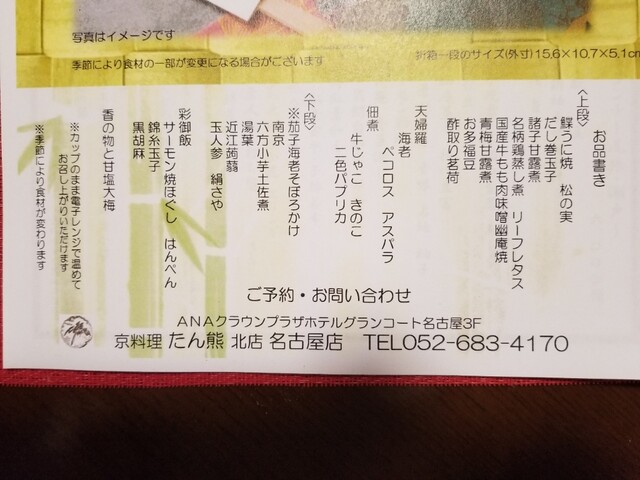 写真はイメージです
季節により食材の一部が変更になる場合がございます
折箱一段のサイズ(外寸)15.6×10.7×5.1cm
お品書き
〈上段〉
鰈うに焼　松の実
だし巻玉子
諸子甘露煮
名柄鶏蒸し煮　リーフレタス
国産牛もも肉味噌幽庵焼
青梅甘露煮
お多福豆
酢取り茗荷
天婦羅
海老
ペコロス　アスパラ
佃煮
牛じゃこ　きのこ
二色パプリカ
〈下段〉
※茄子海老そぼろかけ
南京
六方小芋土佐煮
湯葉
近江蒟蒻
玉人参　絹さや
彩御飯
サーモン焼ほぐし　はんぺん
錦糸玉子
黒胡麻
香の物と甘塩大梅
※カップのまま電子レンジで温めて
お召し上がりいただけます
※季節により食材が変わります
ご予約・お問い合わせ
ANAクラウンプラザホテルグランコート名古屋3F
京料理 たん熊 北店 名古屋店　TEL052-683-4170